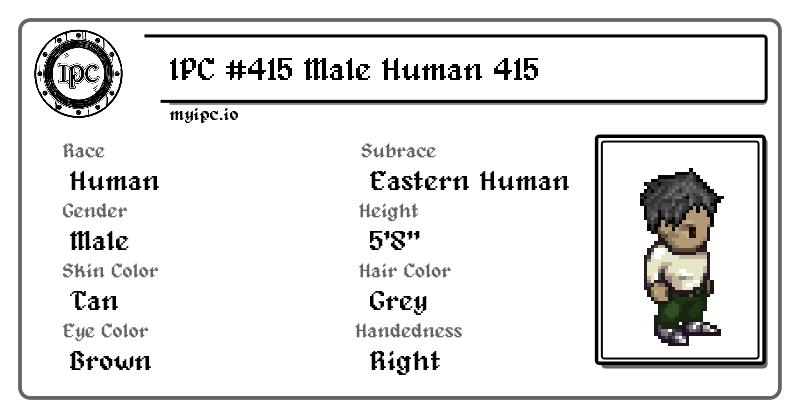 IPC
IPC #415 Male Human 415
myipc.io
Race
Human
Subrace
Eastern Human
Gender
Male
Height
5'8"
Skin Color
Tan
Hair Color
Grey
Eye Color
Brown
Handedness
Right